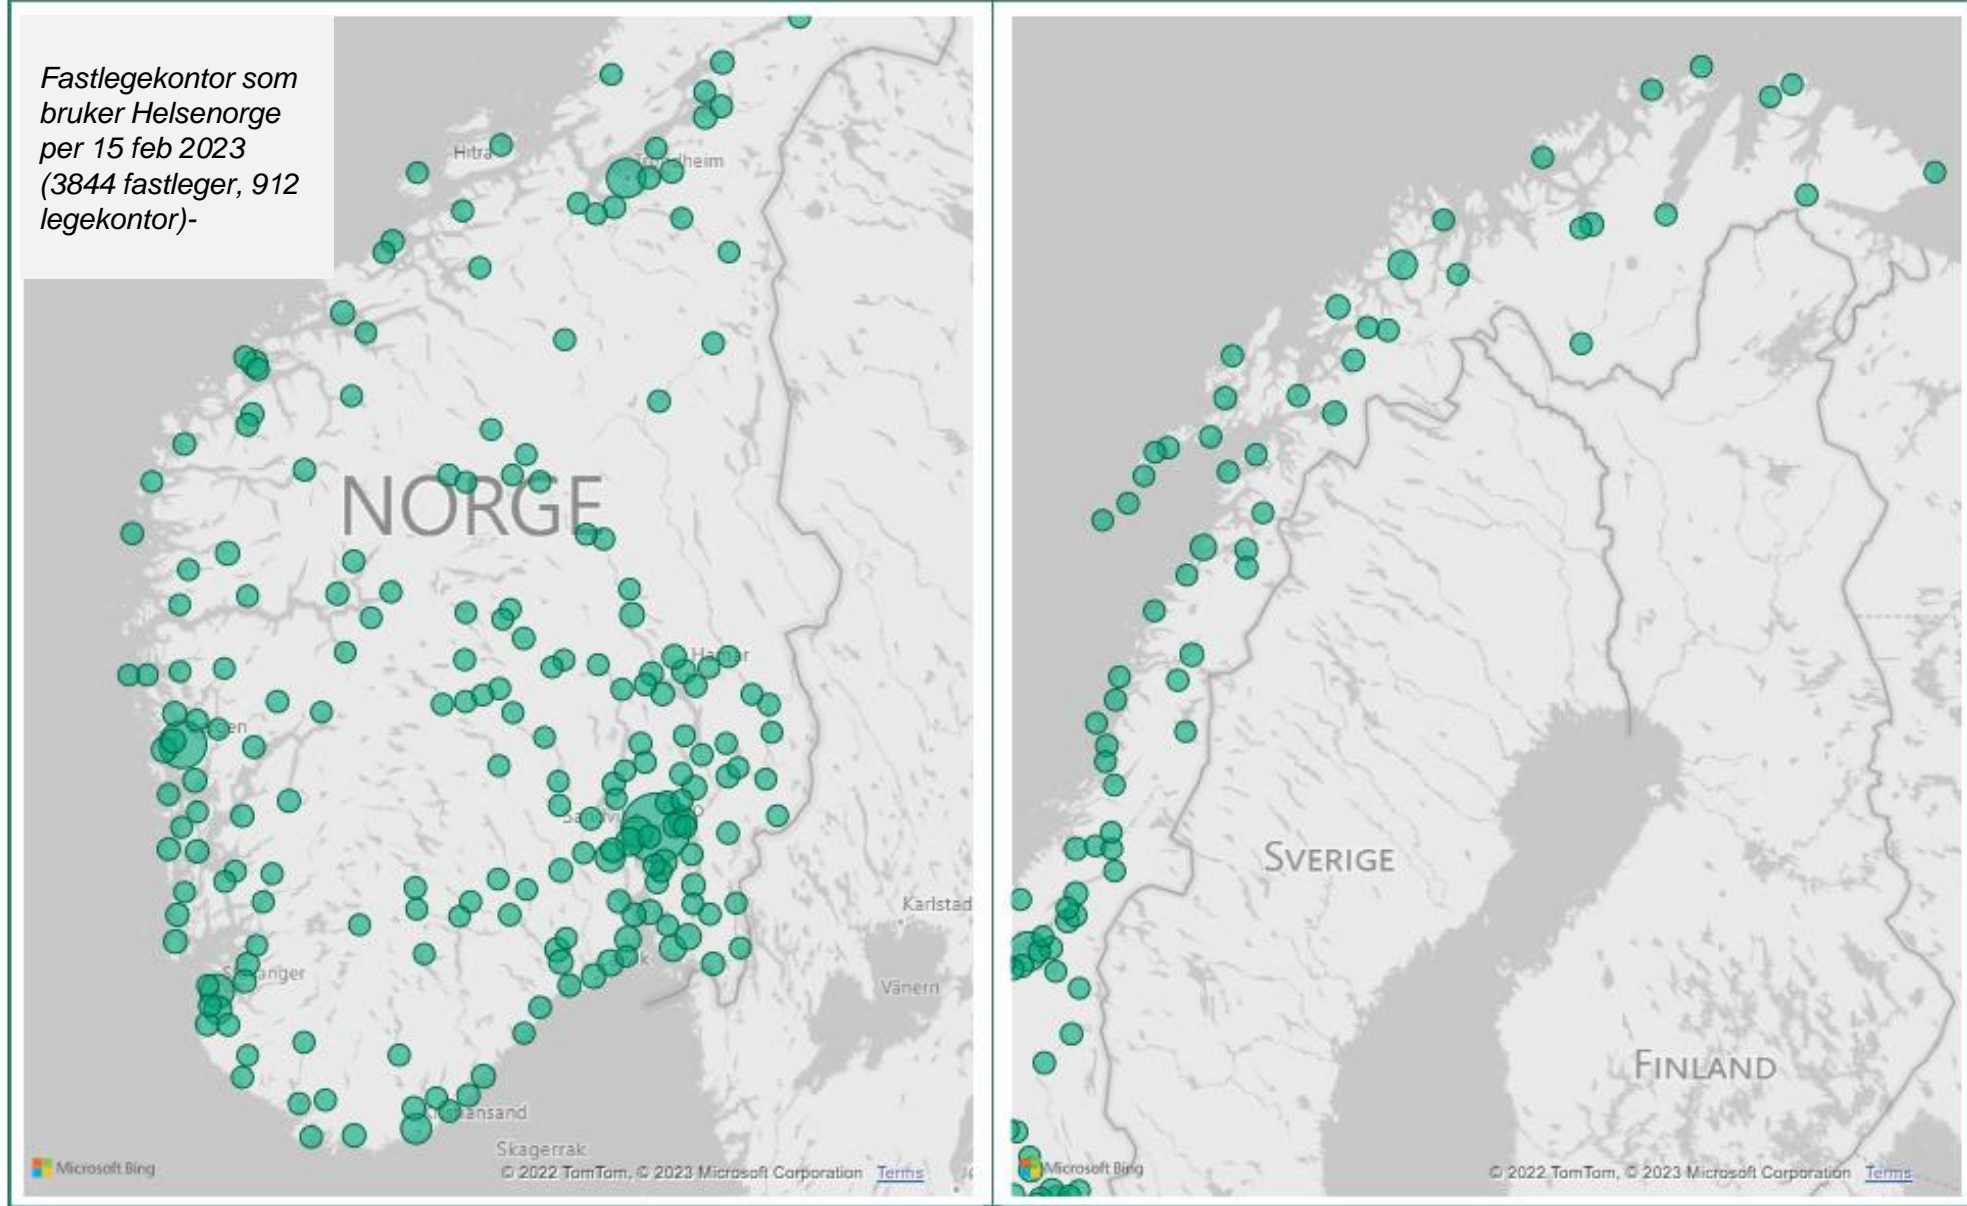 Fastlegekontor som
bruker Helsenorge
per 15 feb 2023
(3844 fastleger, 912
legekontor)-
Hitra
NORGE
Hamar
Karlstad
Vänern
Skagerrak
Microsoft Bing
© 2022 TomTom, © 2023 Microsoft Corporation Terms
SVERIGE
FINLAND
Microsoft Bing
© 2022 TomTom, © 2023 Microsoft Corporation Terms